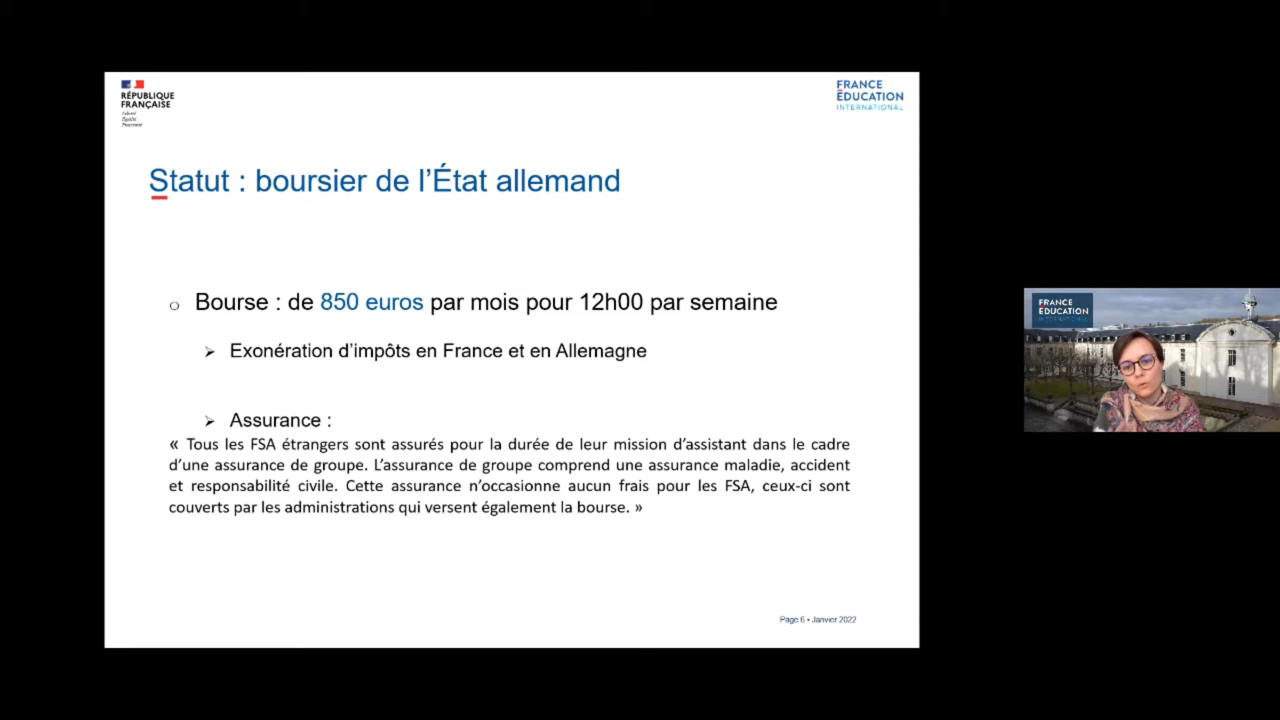 RÉPUBLIQUE
FRANÇAISE
Liberté
Égalité
Fraternité
FRANCE
ÉDUCATION
INTERNATIONAL
Statut : boursier de l’État allemand
Bourse : de 850 euros par mois pour 12h00 par semaine
Exonération d’impôts en France et en Allemagne
Assurance :
« Tous les FSA étrangers sont assurés pour la durée de leur mission d’assistant dans le cadre
d’une assurance de groupe. L’assurance de groupe comprend une assurance maladie, accident
et responsabilité civile. Cette assurance n’occasionne aucun frais pour les FSA, ceux-ci sont
couverts par les administrations qui versent également la bourse. »
Page 6 • Janvier 2022
FRANCE
ÉDUCATION
INTERNATIONAL